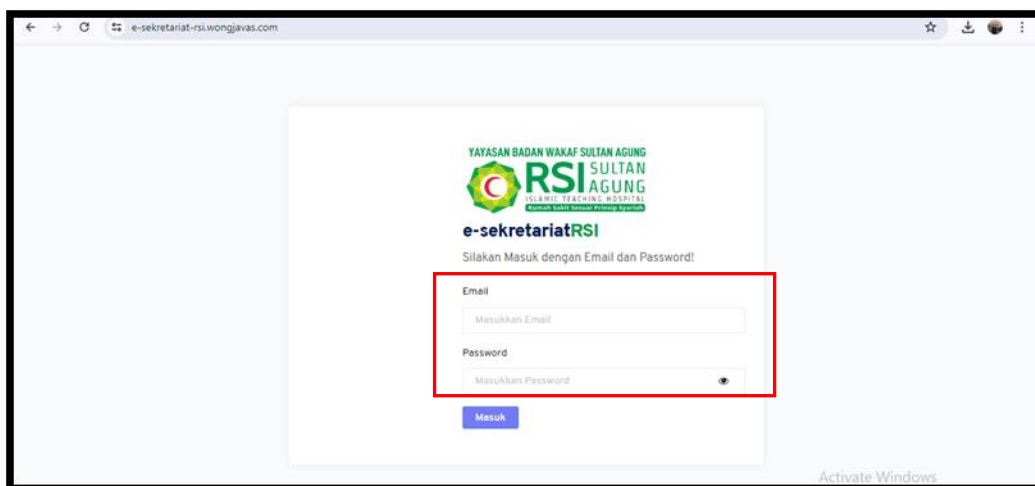 e-sekretariat-rsi.wongjavas.com
YAYASAN BADAN WAKAF SULTAN AGUNG
RSI SULTAN AGUNG
ISLAMIC TEACHING HOSPITAL
Rumah Sakit Sesuai Prinsip Syariah
e-sekretariatRSI
Silakan Masuk dengan Email dan Password!
Email
Masukkan Email
Password
Masukkan Password
Masuk
Activate Windows